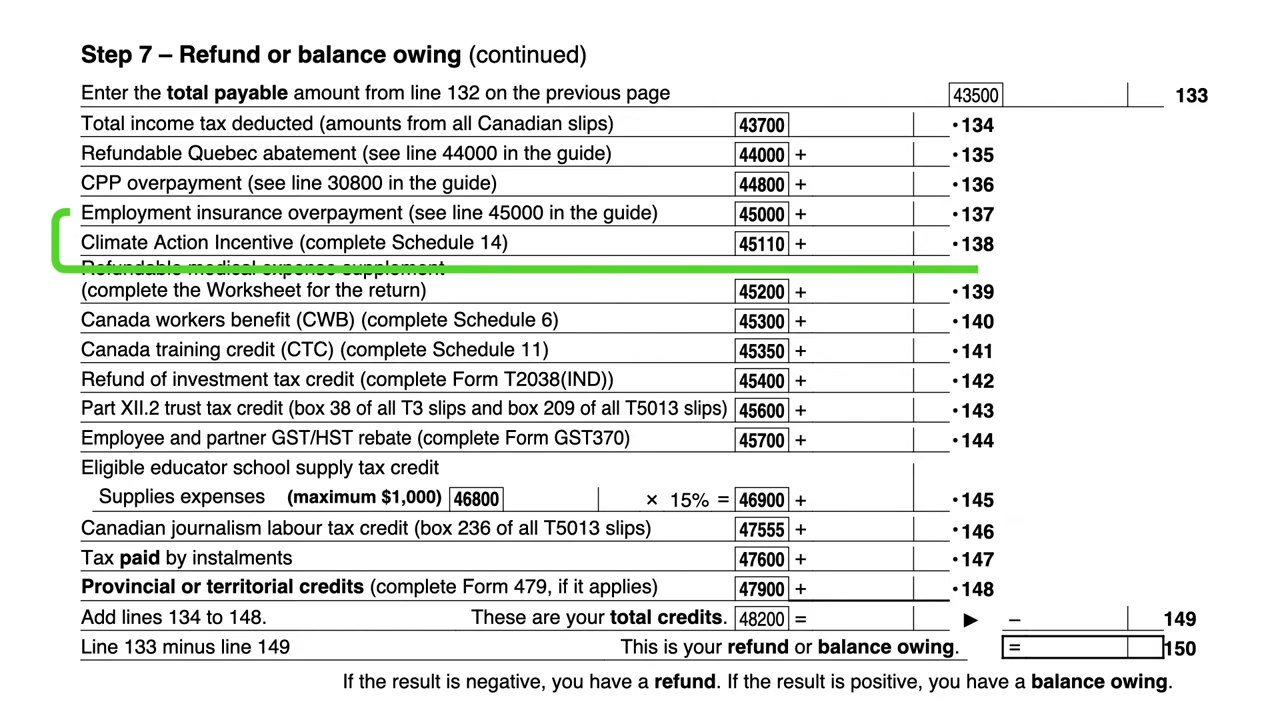 Step 7 – Refund or balance owing (continued)
Enter the total payable amount from line 132 on the previous page 43500 133
Total income tax deducted (amounts from all Canadian slips) 43700 •134
Refundable Quebec abatement (see line 44000 in the guide) 44000 + •135
CPP overpayment (see line 30800 in the guide) 44800 + •136
Employment insurance overpayment (see line 45000 in the guide) 45000 + •137
Climate Action Incentive (complete Schedule 14) 45110 + •138
Refundable medical expense supplement
(complete the Worksheet for the return) 45200 + •139
Canada workers benefit (CWB) (complete Schedule 6) 45300 + •140
Canada training credit (CTC) (complete Schedule 11) 45350 + •141
Refund of investment tax credit (complete Form T2038(IND)) 45400 + •142
Part XII.2 trust tax credit (box 38 of all T3 slips and box 209 of all T5013 slips) 45600 + •143
Employee and partner GST/HST rebate (complete Form GST370) 45700 + •144
Eligible educator school supply tax credit
Supplies expenses (maximum $1,000) 46800 × 15% = 46900 + •145
Canadian journalism labour tax credit (box 236 of all T5013 slips) 47555 + •146
Tax paid by instalments 47600 + •147
Provincial or territorial credits (complete Form 479, if it applies) 47900 + •148
Add lines 134 to 148. These are your total credits. 48200 = ► – 149
Line 133 minus line 149 This is your refund or balance owing. = 150
If the result is negative, you have a refund. If the result is positive, you have a balance owing.